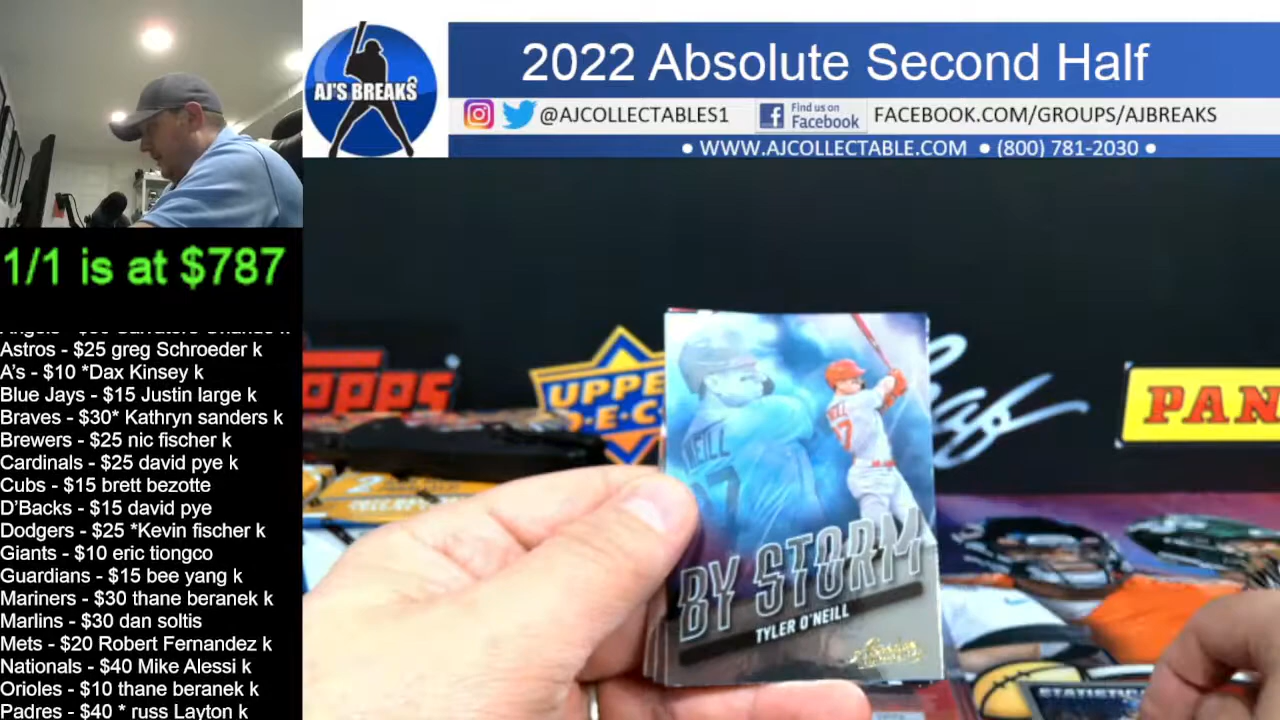 2022 Absolute Second Half
AJ'S BREAKS
@AJCOLLECTABLES1
Find us on
Facebook
FACEBOOK.COM/GROUPS/AJBREAKS
• WWW.AJCOLLECTABLE.COM • (800) 781-2030 •
1/1 is at $787
Astros - $25 greg Schroeder k
A's - $10 *Dax Kinsey k
Blue Jays - $15 Justin large k
Braves - $30* Kathryn sanders k
Brewers - $25 nic fischer k
Cardinals - $25 david pye k
Cubs - $15 brett bezotte
D'Backs - $15 david pye
Dodgers - $25 *Kevin fischer k
Giants - $10 eric tiongco
Guardians - $15 bee yang k
Mariners - $30 thane beranek k
Marlins - $30 dan soltis
Mets - $20 Robert Fernandez k
Nationals - $40 Mike Alessi k
Orioles - $10 thane beranek k
Padres - $40 * russ Layton k
OPPS
UPPE
D·E·C
PAN
NEILL
BY STORM
TYLER O'NEILL